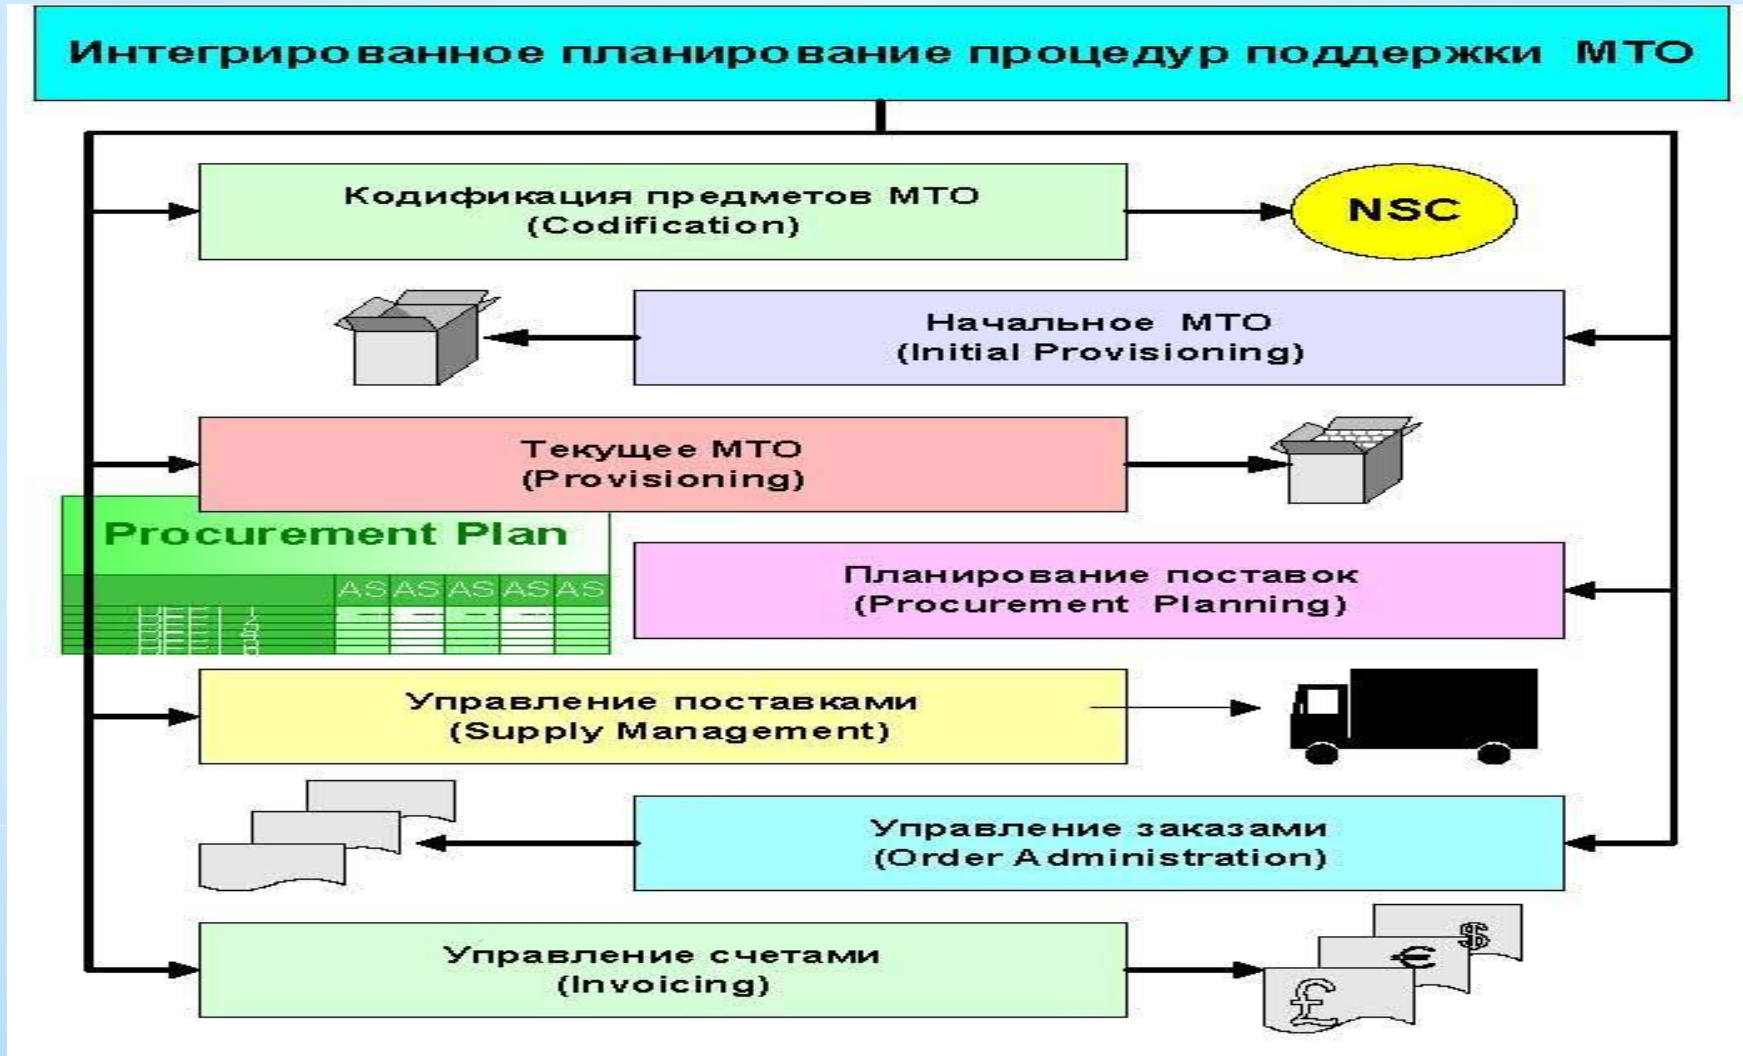 Интегрированное планирование процедур поддержки МТО
Кодификация предметов МТО
(Codification)
NSC
Начальное МТО
(Initial Provisioning)
Текущее МТО
(Provisioning)
Procurement Plan
AS AS AS AS AS
Планирование поставок
(Procurement Planning)
Управление поставками
(Supply Management)
Управление заказами
(Order Administration)
Управление счетами
(Invoicing)
$
€
£